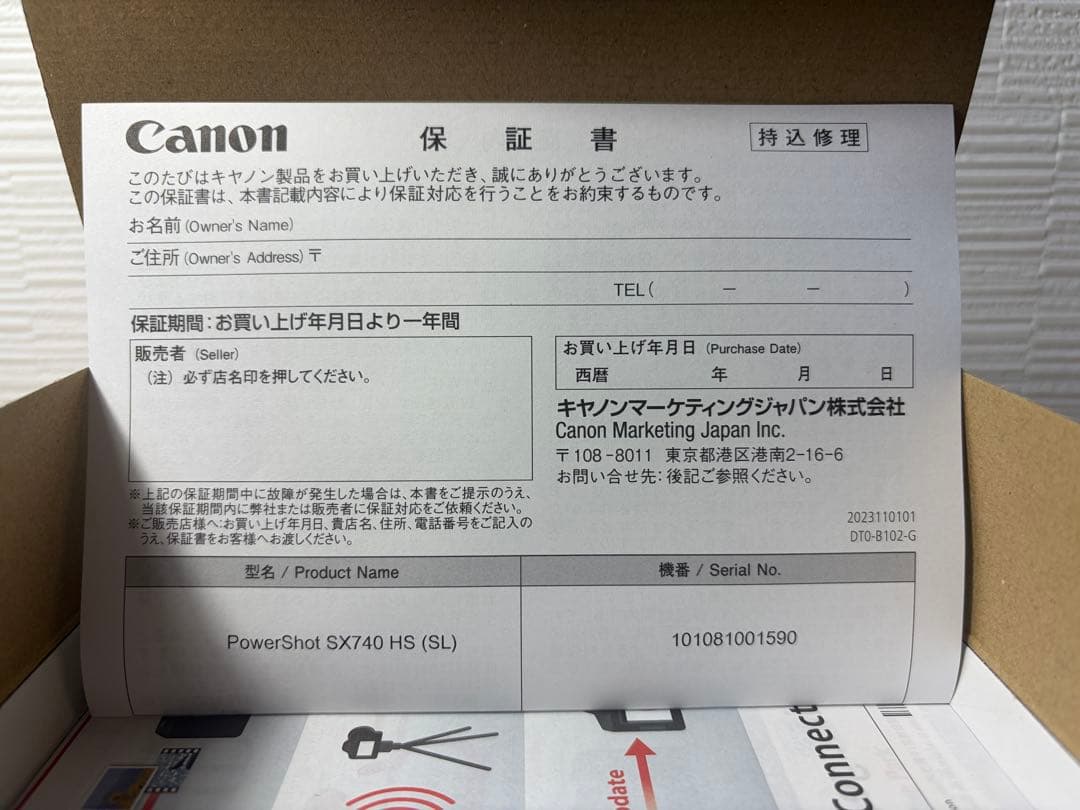 Canon 保証書 持込修理
このたびはキヤノン製品をお買い上げいただき、誠にありがとうございます。
この保証書は、本書記載内容により保証対応を行うことをお約束するものです。
お名前 (Owner's Name)
ご住所 (Owner's Address) 〒
TEL ( － － )
保証期間：お買い上げ年月日より一年間
販売者 (Seller)
（注）必ず店名印を押してください。
※上記の保証期間中に故障が発生した場合は、本書をご提示のうえ、
当該保証期間内に弊社または販売者に保証対応をご依頼ください。
※ご販売店様へ：お買い上げ年月日、貴店名、住所、電話番号をご記入の
うえ、保証書をお客様へお渡しください。
お買い上げ年月日 (Purchase Date)
西暦 年 月 日
キヤノンマーケティングジャパン株式会社
Canon Marketing Japan Inc.
〒108-8011 東京都港区港南2-16-6
お問い合せ先：後記ご参照ください。
2023110101
DT0-B102-G
型名 / Product Name 機番 / Serial No.
PowerShot SX740 HS (SL) 101081001590
date
Connect